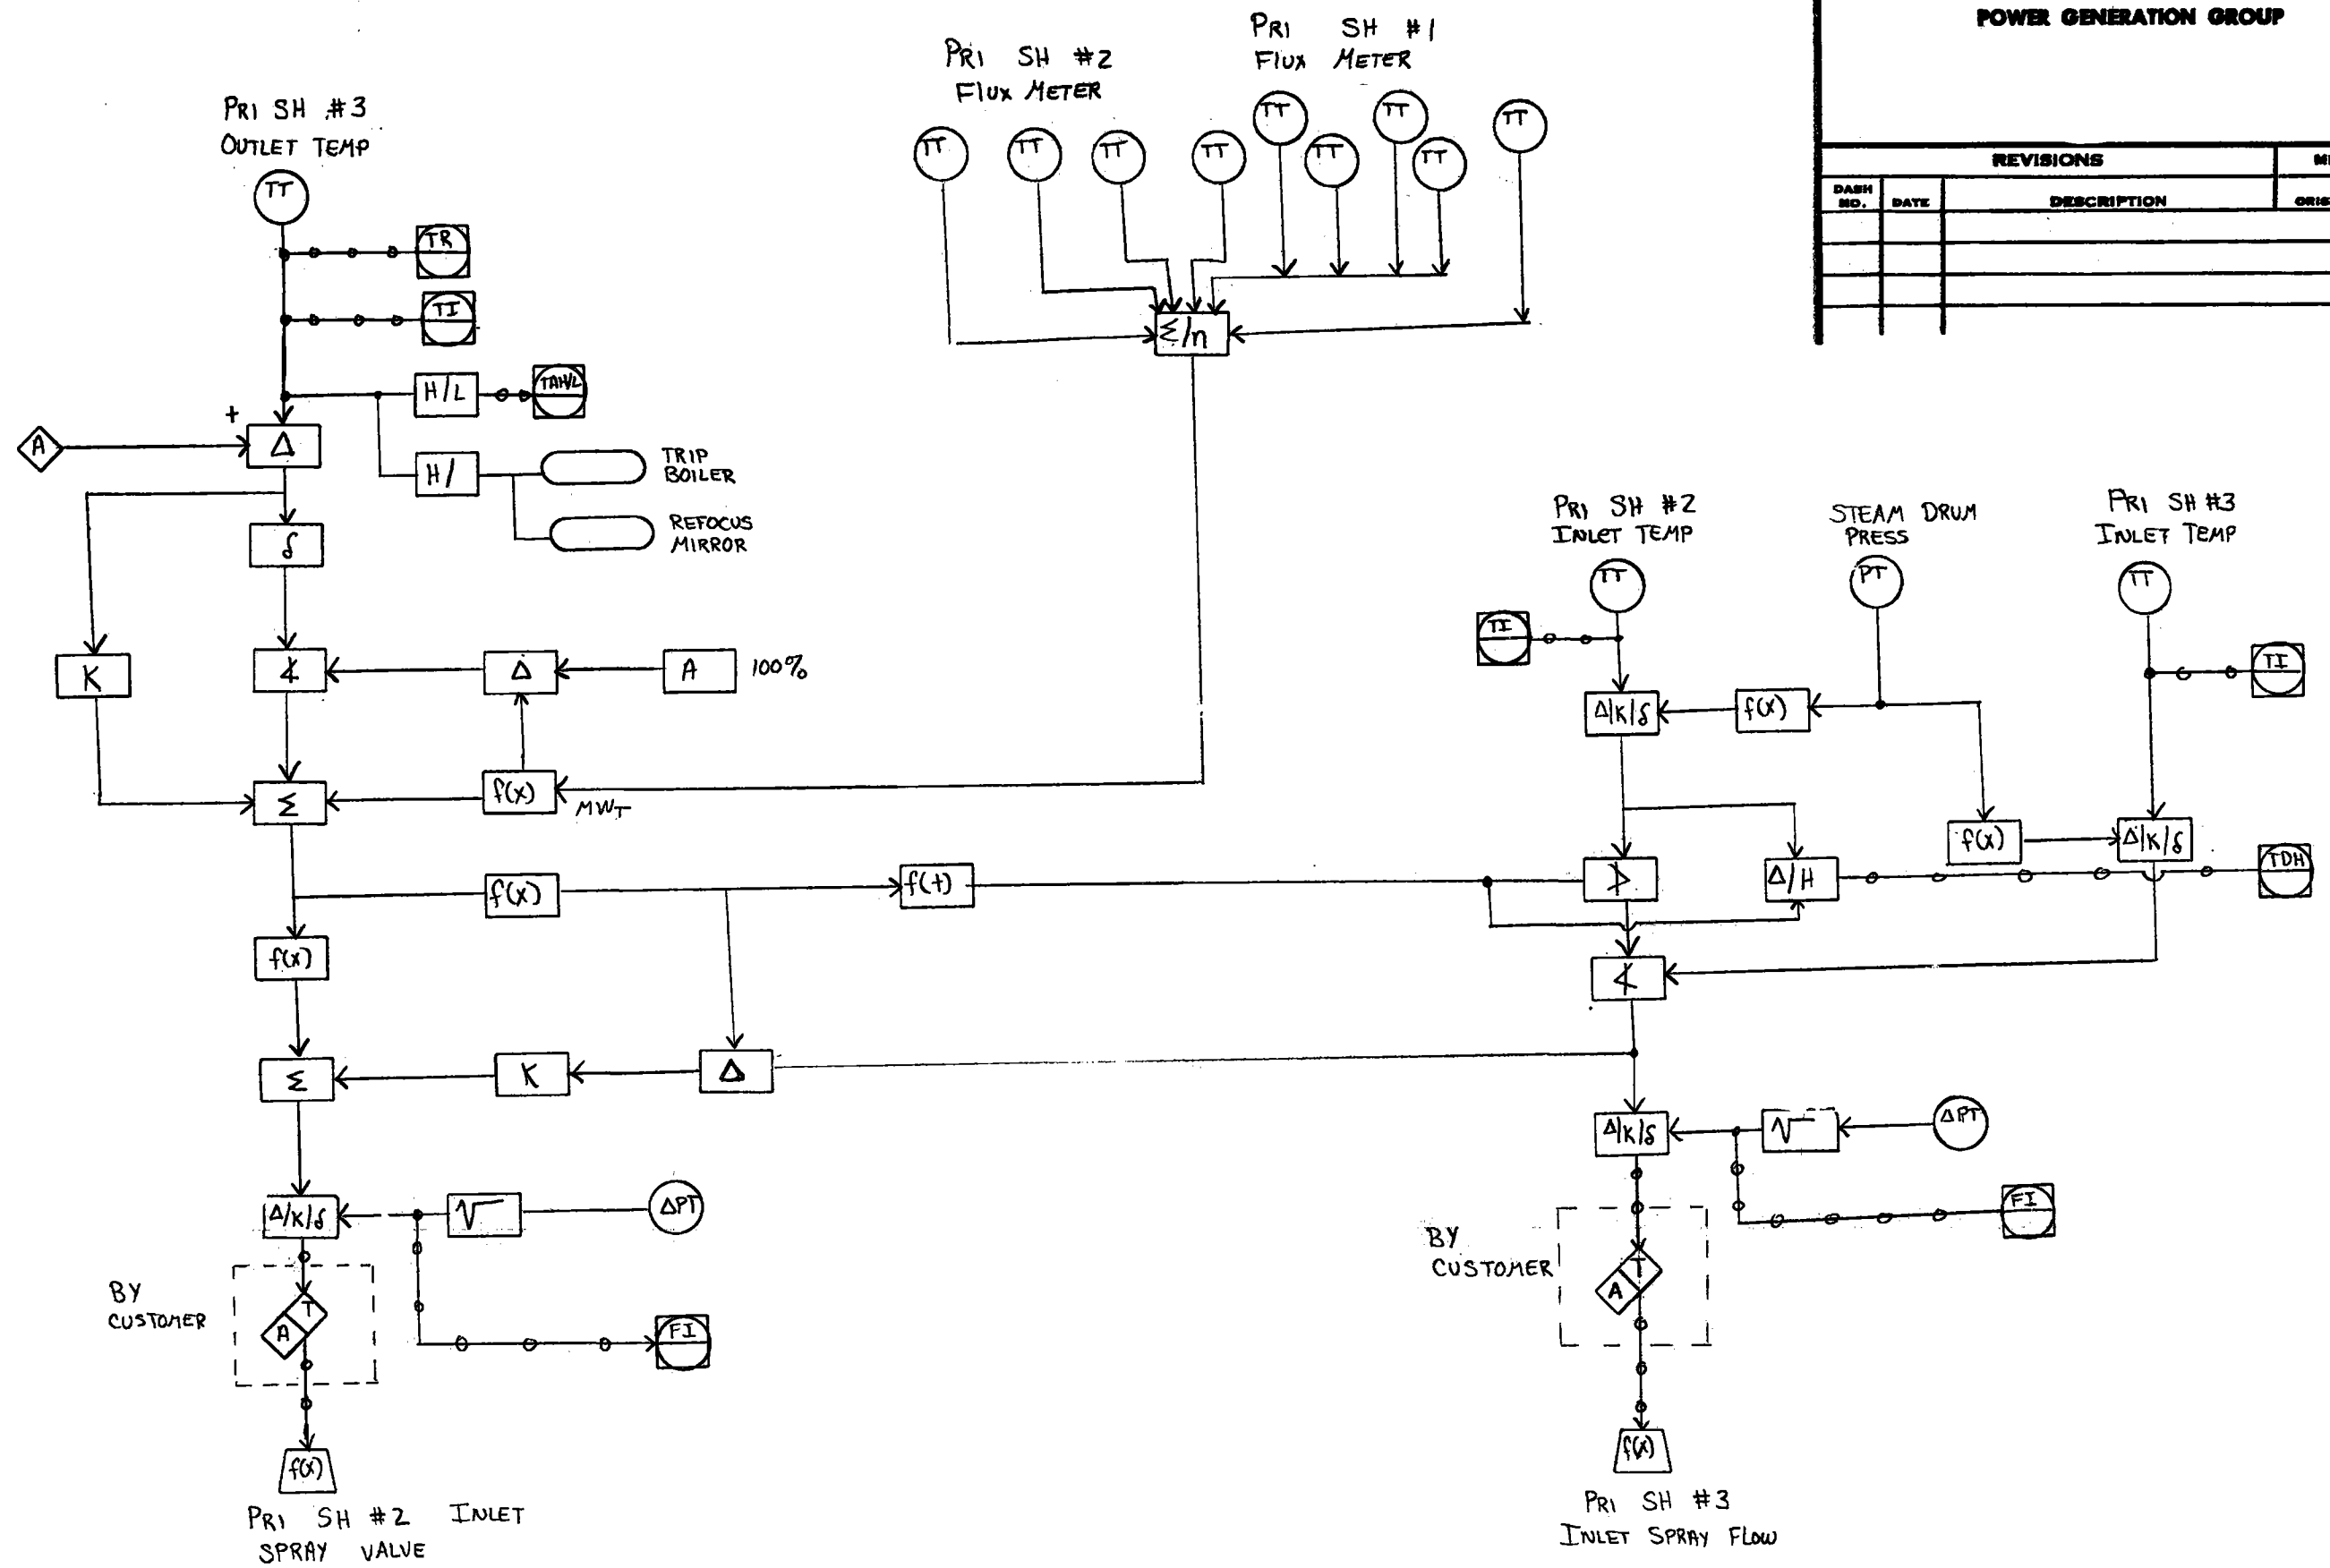 POWER GENERATION GROUP
REVISIONS
DASH NO.
DATE
DESCRIPTION
PRI SH #1
FLUX METER
PRI SH #2
FLUX METER
TT
TT
TT
TT
TT
TT
TT
TT
TT
Σ/n
PRI SH #3
OUTLET TEMP
TT
TR
TI
H/L
TAH/L
+
A
Δ
H/
TRIP
BOILER
REFOCUS
MIRROR
δ
K
∢
Δ
A
100%
Σ
f(x)
MWT
PRI SH #2
INLET TEMP
STEAM DRUM
PRESS
PRI SH #3
INLET TEMP
TT
PT
TT
TI
TI
Δ/K/δ
f(x)
f(x)
Δ/K/δ
f(x)
f(t)
≯
Δ/H
TDH
f(x)
≮
Σ
K
Δ
Δ/K/δ
√
ΔPT
FI
Δ/K/δ
√
ΔPT
FI
BY
CUSTOMER
T
A
f(x)
PRI SH #2 INLET
SPRAY VALVE
BY
CUSTOMER
T
A
f(x)
PRI SH #3
INLET SPRAY FLOW